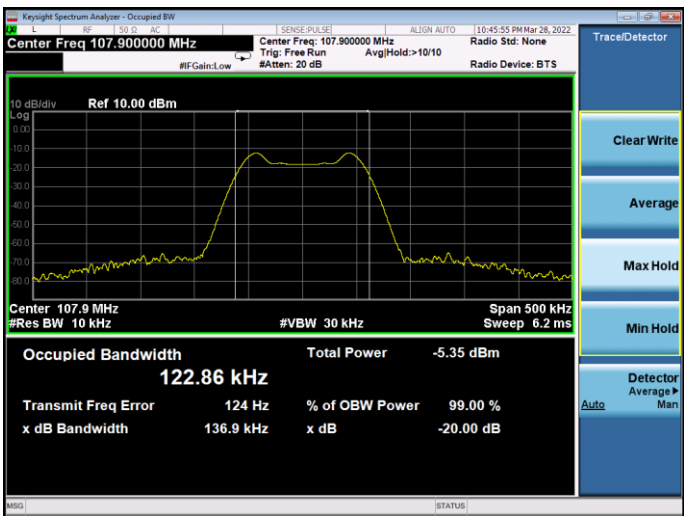 Keysight Spectrum Analyzer - Occupied BW
L RF 50 Ω AC SENSE:PULSE ALIGN AUTO 10:45:55 PM Mar 28, 2022
Center Freq 107.900000 MHz
Center Freq: 107.900000 MHz Radio Std: None
Trig: Free Run Avg|Hold:>10/10
#IFGain:Low #Atten: 20 dB Radio Device: BTS
10 dB/div Ref 10.00 dBm
Log
0.00
-10.0
-20.0
-30.0
-40.0
-50.0
-60.0
-70.0
-80.0
Center 107.9 MHz Span 500 kHz
#Res BW 10 kHz #VBW 30 kHz Sweep 6.2 ms
Occupied Bandwidth Total Power -5.35 dBm
122.86 kHz
Transmit Freq Error 124 Hz % of OBW Power 99.00 %
x dB Bandwidth 136.9 kHz x dB -20.00 dB
MSG STATUS
Trace/Detector
Clear Write
Average
Max Hold
Min Hold
Detector
Average
Auto Man